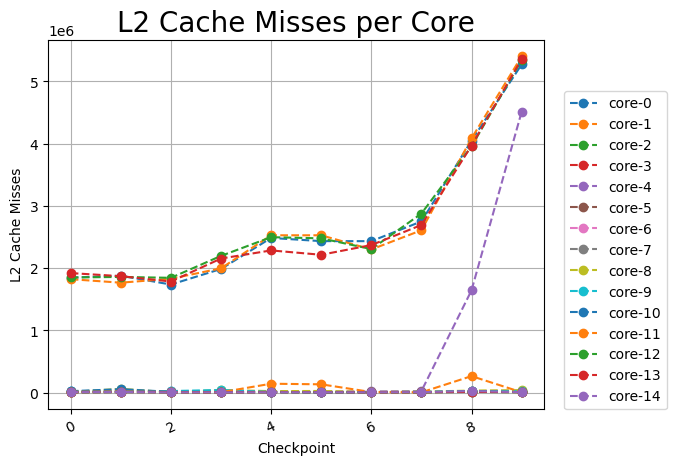 L2 Cache Misses per Core
1e6
5
4
3
2
1
0
L2 Cache Misses
0
2
4
6
8
Checkpoint
core-0
core-1
core-2
core-3
core-4
core-5
core-6
core-7
core-8
core-9
core-10
core-11
core-12
core-13
core-14